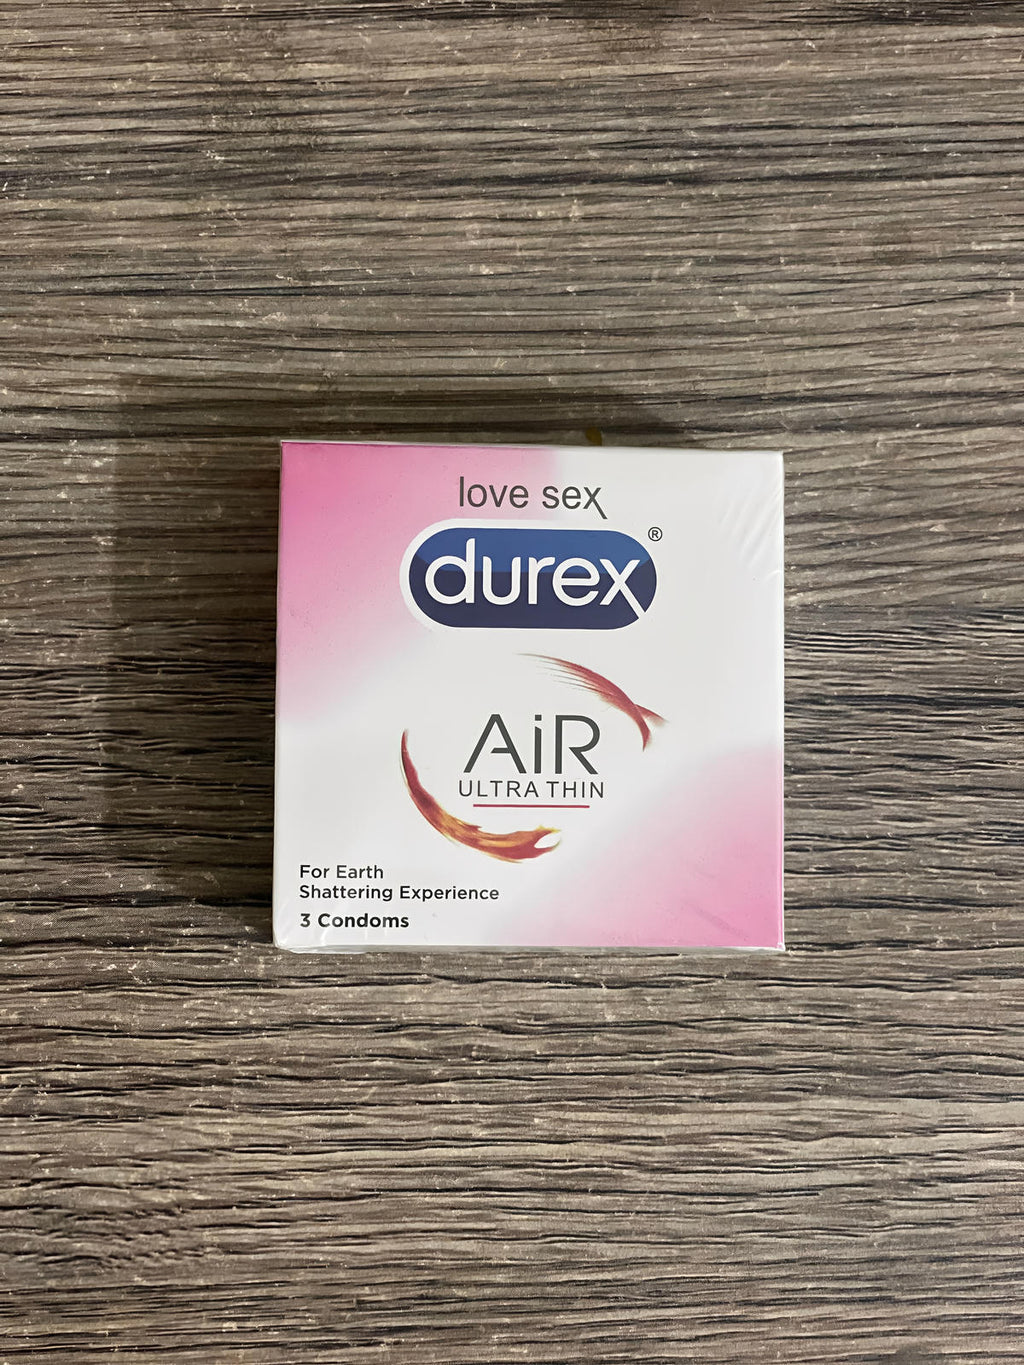 love sex
durex®
AiR
ULTRA THIN
For Earth
Shattering Experience
3 Condoms